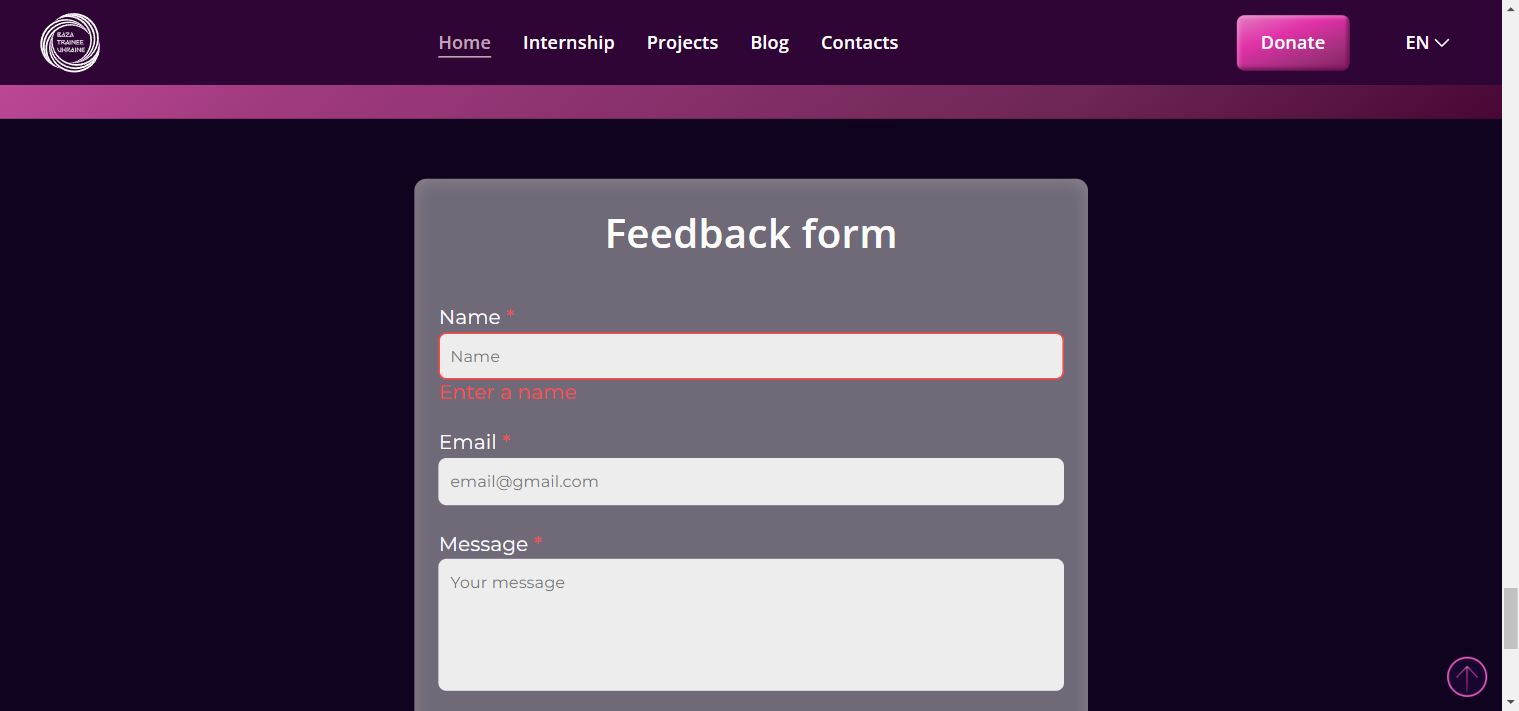 BAZA
TRAINEE
UKRAINE
Home Internship Projects Blog Contacts Donate EN
Feedback form
Name *
Name
Enter a name
Email *
email@gmail.com
Message *
Your message